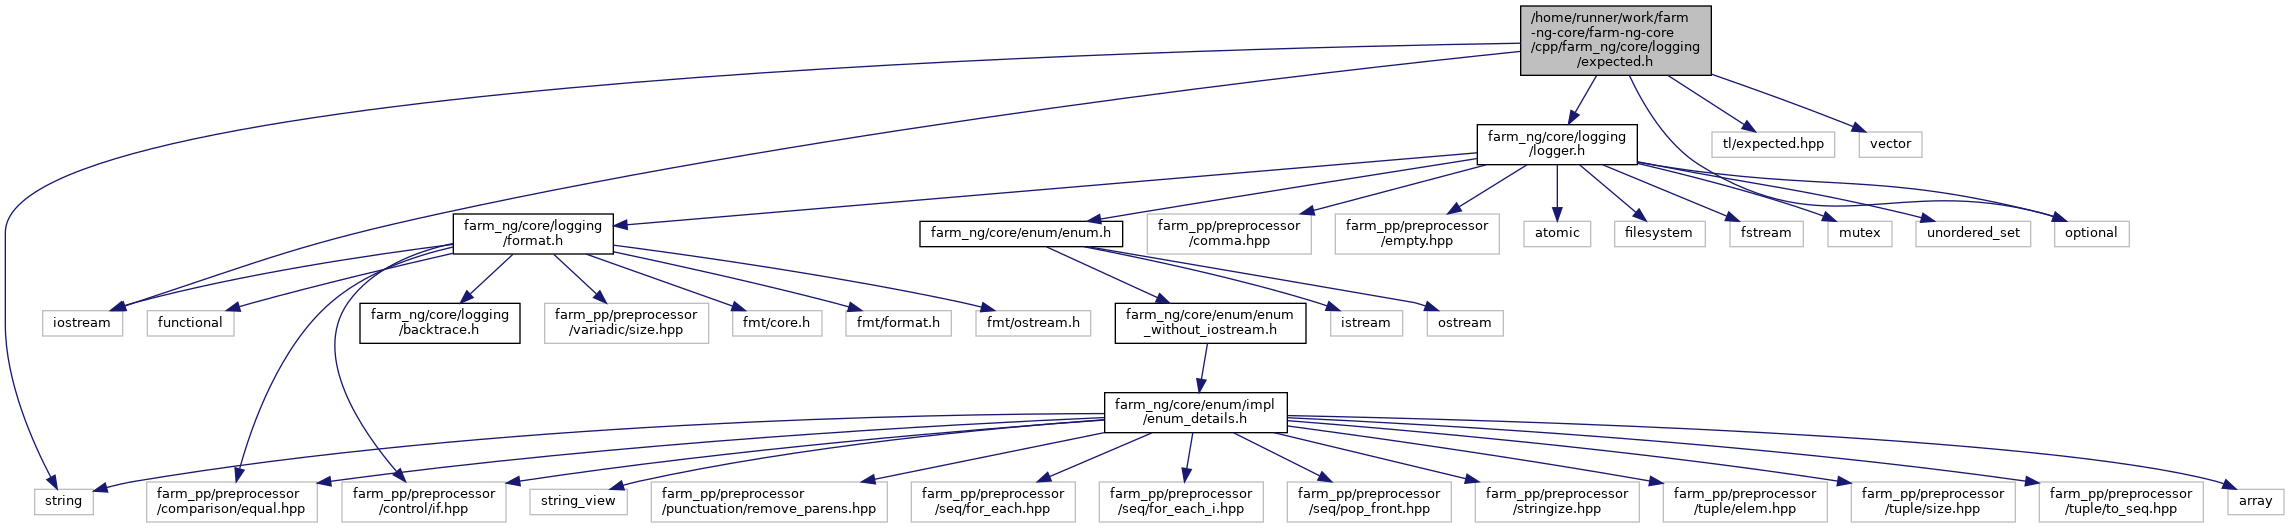 /home/runner/work/farm
-ng-core/farm-ng-core
/cpp/farm_ng/core/logging
/expected.h
farm_ng/core/logging
/logger.h
tl/expected.hpp
vector
farm_ng/core/logging
/format.h
farm_ng/core/enum/enum.h
farm_pp/preprocessor
/comma.hpp
farm_pp/preprocessor
/empty.hpp
atomic
filesystem
fstream
mutex
unordered_set
optional
iostream
functional
farm_ng/core/logging
/backtrace.h
farm_pp/preprocessor
/variadic/size.hpp
fmt/core.h
fmt/format.h
fmt/ostream.h
farm_ng/core/enum/enum
_without_iostream.h
istream
ostream
farm_ng/core/enum/impl
/enum_details.h
string
farm_pp/preprocessor
/comparison/equal.hpp
farm_pp/preprocessor
/control/if.hpp
string_view
farm_pp/preprocessor
/punctuation/remove_parens.hpp
farm_pp/preprocessor
/seq/for_each.hpp
farm_pp/preprocessor
/seq/for_each_i.hpp
farm_pp/preprocessor
/seq/pop_front.hpp
farm_pp/preprocessor
/stringize.hpp
farm_pp/preprocessor
/tuple/elem.hpp
farm_pp/preprocessor
/tuple/size.hpp
farm_pp/preprocessor
/tuple/to_seq.hpp
array